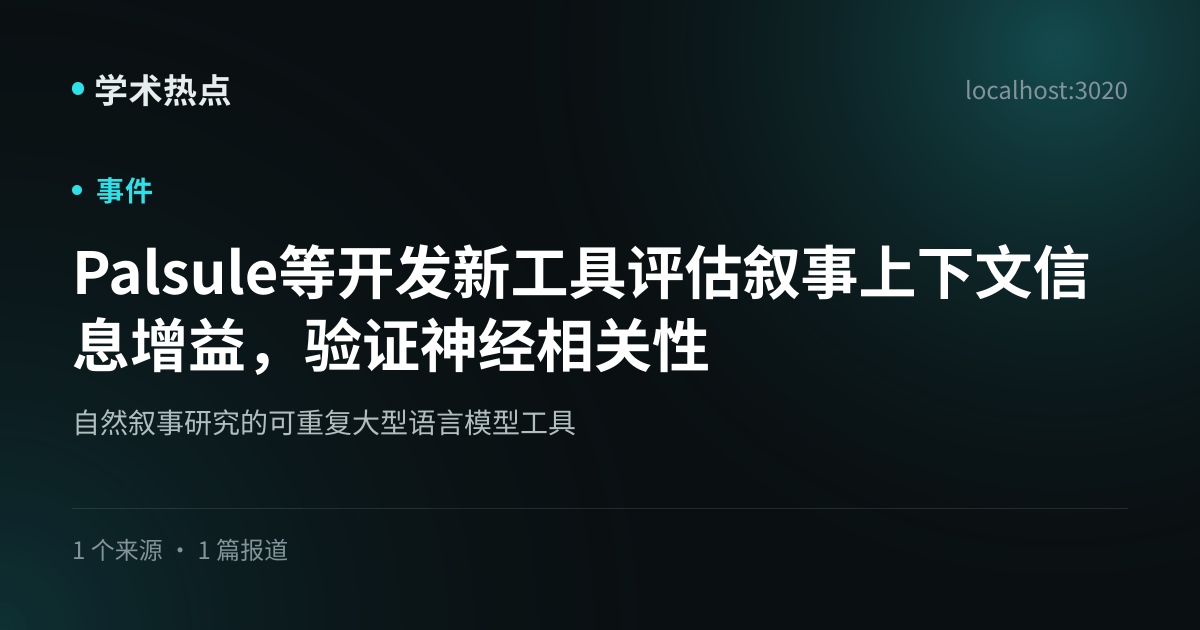 学术热点
localhost:3020
事件
Palsule等开发新工具评估叙事上下文信
息增益，验证神经相关性
自然叙事研究的可重复大型语言模型工具
1 个来源 · 1 篇报道